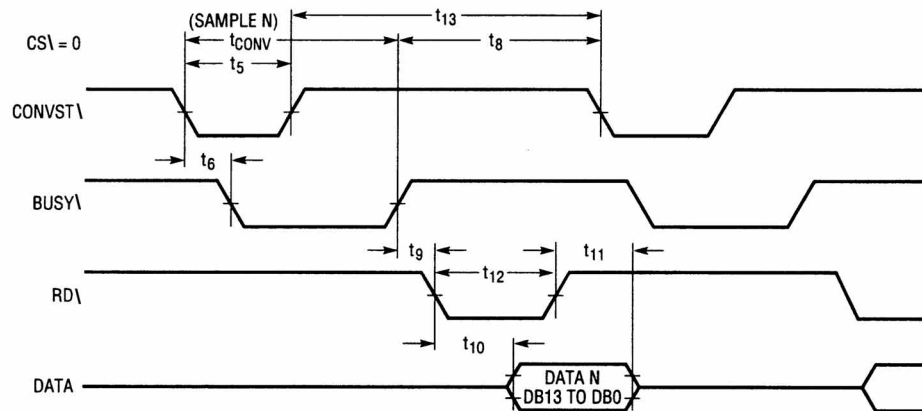 (SAMPLE N)
t13
CS\ = 0
tCONV
t8
t5
CONVST\
t6
BUSY\
t9
t12
t11
RD\
t10
DATA
DATA N
DB13 TO DB0